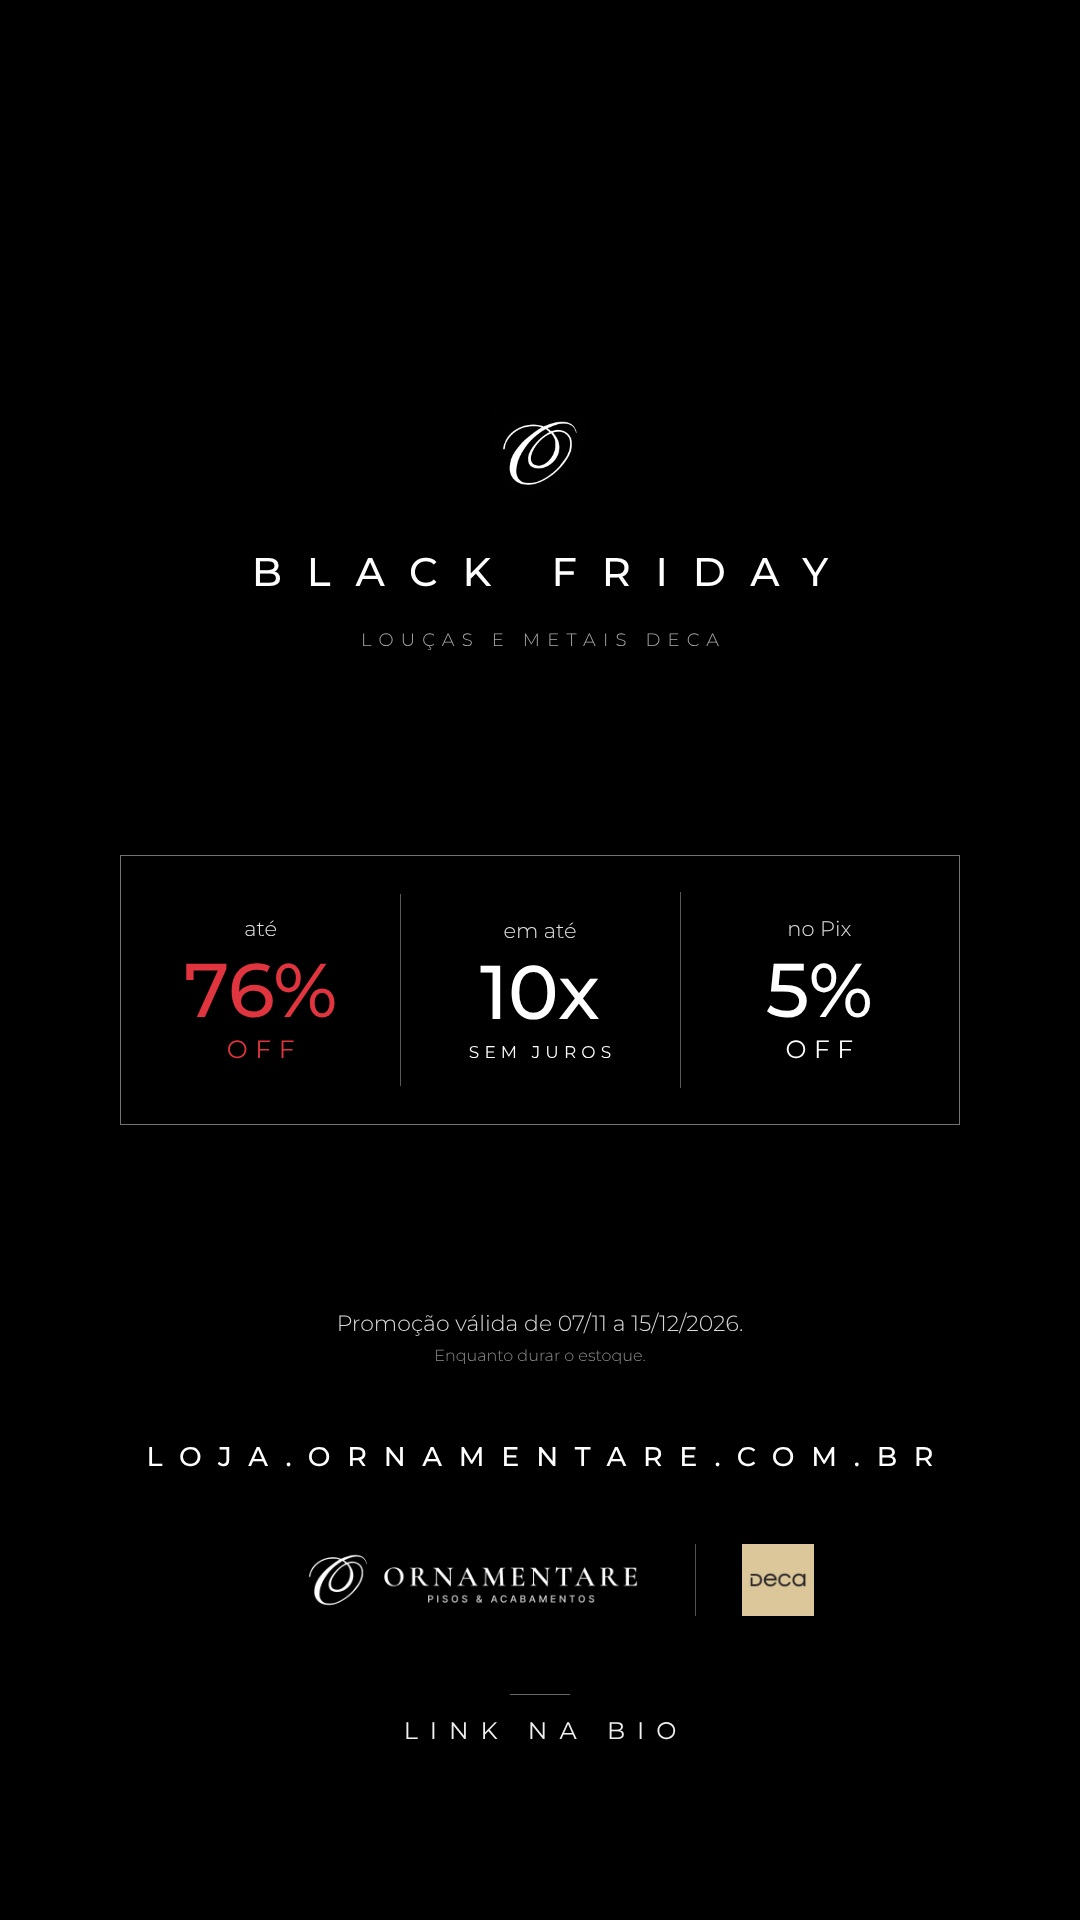 O
BLACK FRIDAY
LOUÇAS E METAIS DECA
até
76%
OFF
em até
10x
SEM JUROS
no Pix
5%
OFF
Promoção válida de 07/11 a 15/12/2026.
Enquanto durar o estoque.
LOJA.ORNAMENTARE.COM.BR
O ORNAMENTARE
PISOS & ACABAMENTOS
Deca
LINK NA BIO